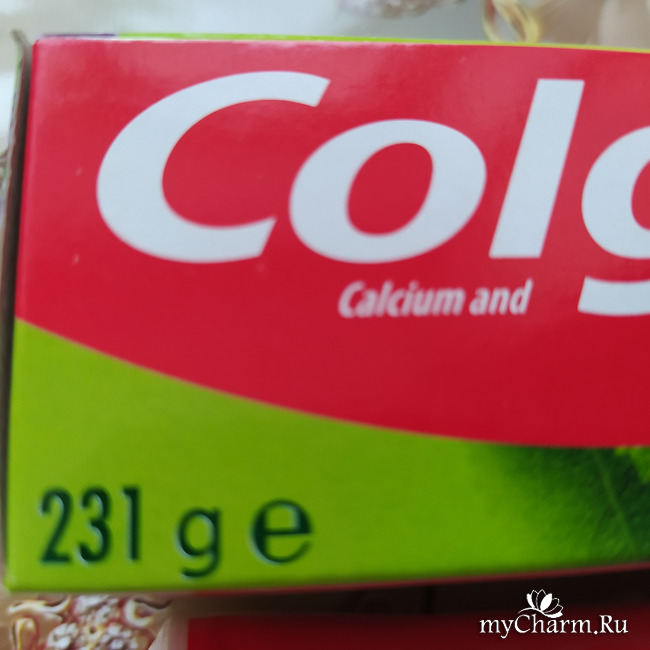 Colg
Calcium and
231 g ℮
myCharm.Ru